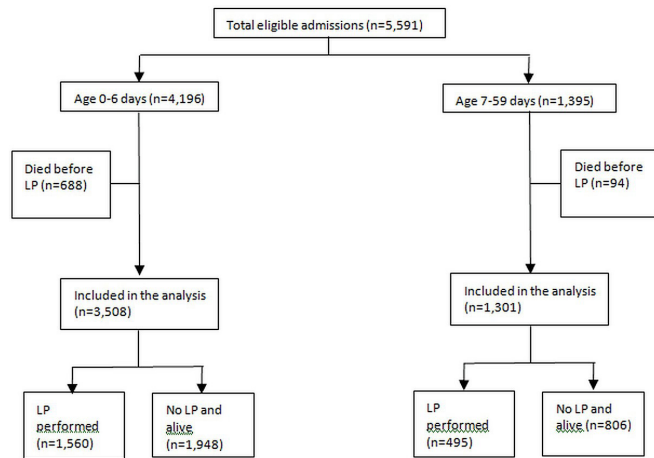 Total eligible admissions (n=5,591)
Age 0-6 days (n=4,196)
Age 7-59 days (n=1,395)
Died before
LP (n=688)
Died before
LP (n=94)
Included in the analysis
(n=3,508)
Included in the analysis
(n=1,301)
LP
performed
(n=1,560)
No LP and
alive
(n=1,948)
LP
performed
(n=495)
No LP and
alive (n=806)